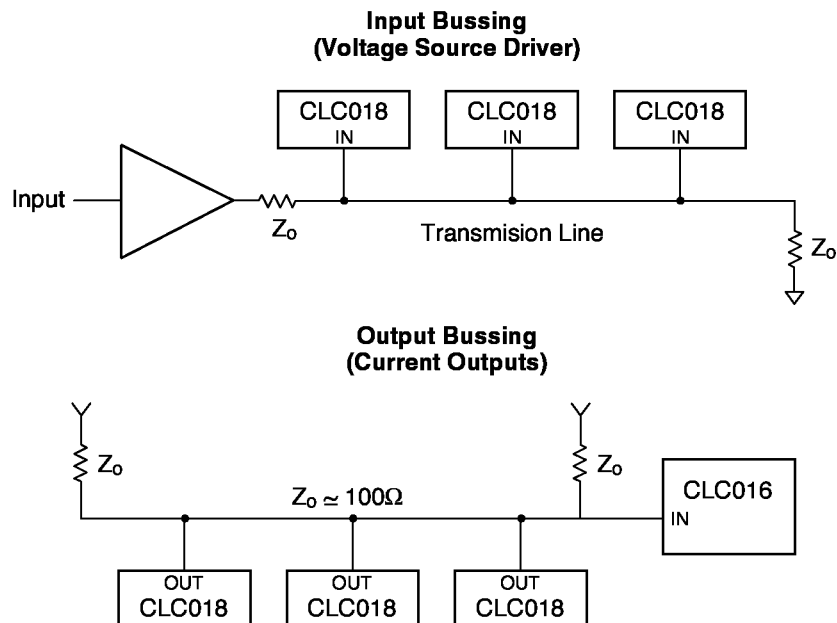 Input Bussing
(Voltage Source Driver)
CLC018
IN
CLC018
IN
CLC018
IN
Input
Zo
Transmision Line
Zo
Output Bussing
(Current Outputs)
Zo
Zo
Zo ≃ 100Ω
CLC016
IN
OUT
CLC018
OUT
CLC018
OUT
CLC018